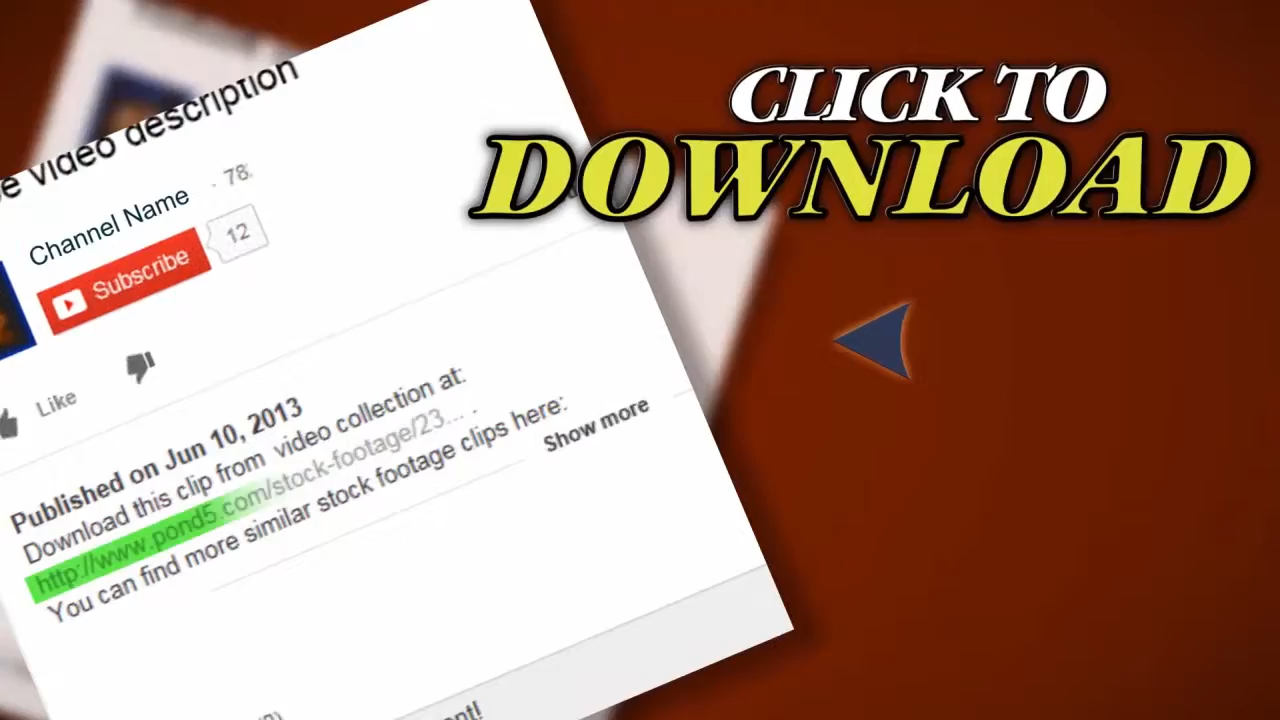 CLICK TO
DOWNLOAD
video description
Channel Name
Subscribe
12
Like
Published on Jun 10, 2013
Download this clip from video collection at:
http://www.pond5.com/stock-footage/23...
You can find more similar stock footage clips here:
Show more